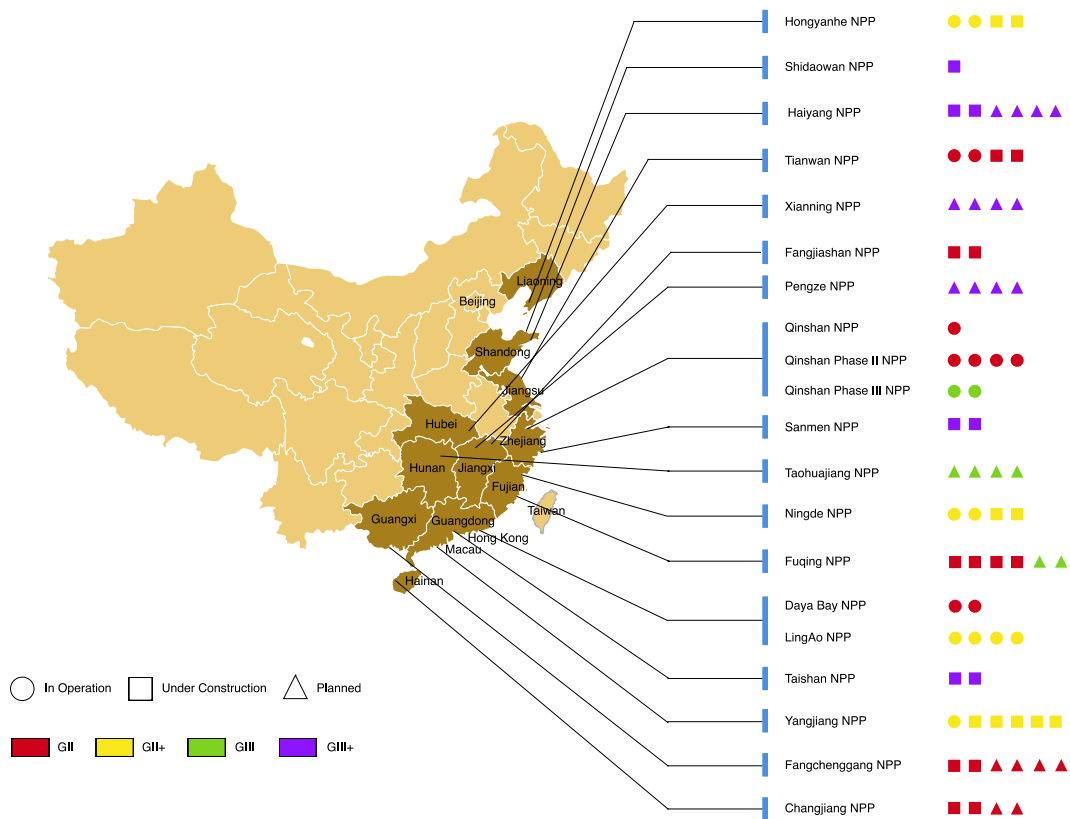 Hongyanhe NPP
Shidaowan NPP
Haiyang NPP
Tianwan NPP
Xianning NPP
Fangjiashan NPP
Pengze NPP
Qinshan NPP
Qinshan Phase II NPP
Qinshan Phase III NPP
Sanmen NPP
Taohuajiang NPP
Ningde NPP
Fuqing NPP
Daya Bay NPP
LingAo NPP
Taishan NPP
Yangjiang NPP
Fangchenggang NPP
Changjiang NPP
Liaoning
Beijing
Shandong
Jiangsu
Hubei
Zhejiang
Hunan
Jiangxi
Fujian
Taiwan
Guangxi
Guangdong
Hong Kong
Macau
Hainan
In Operation
Under Construction
Planned
GII
GII+
GIII
GIII+